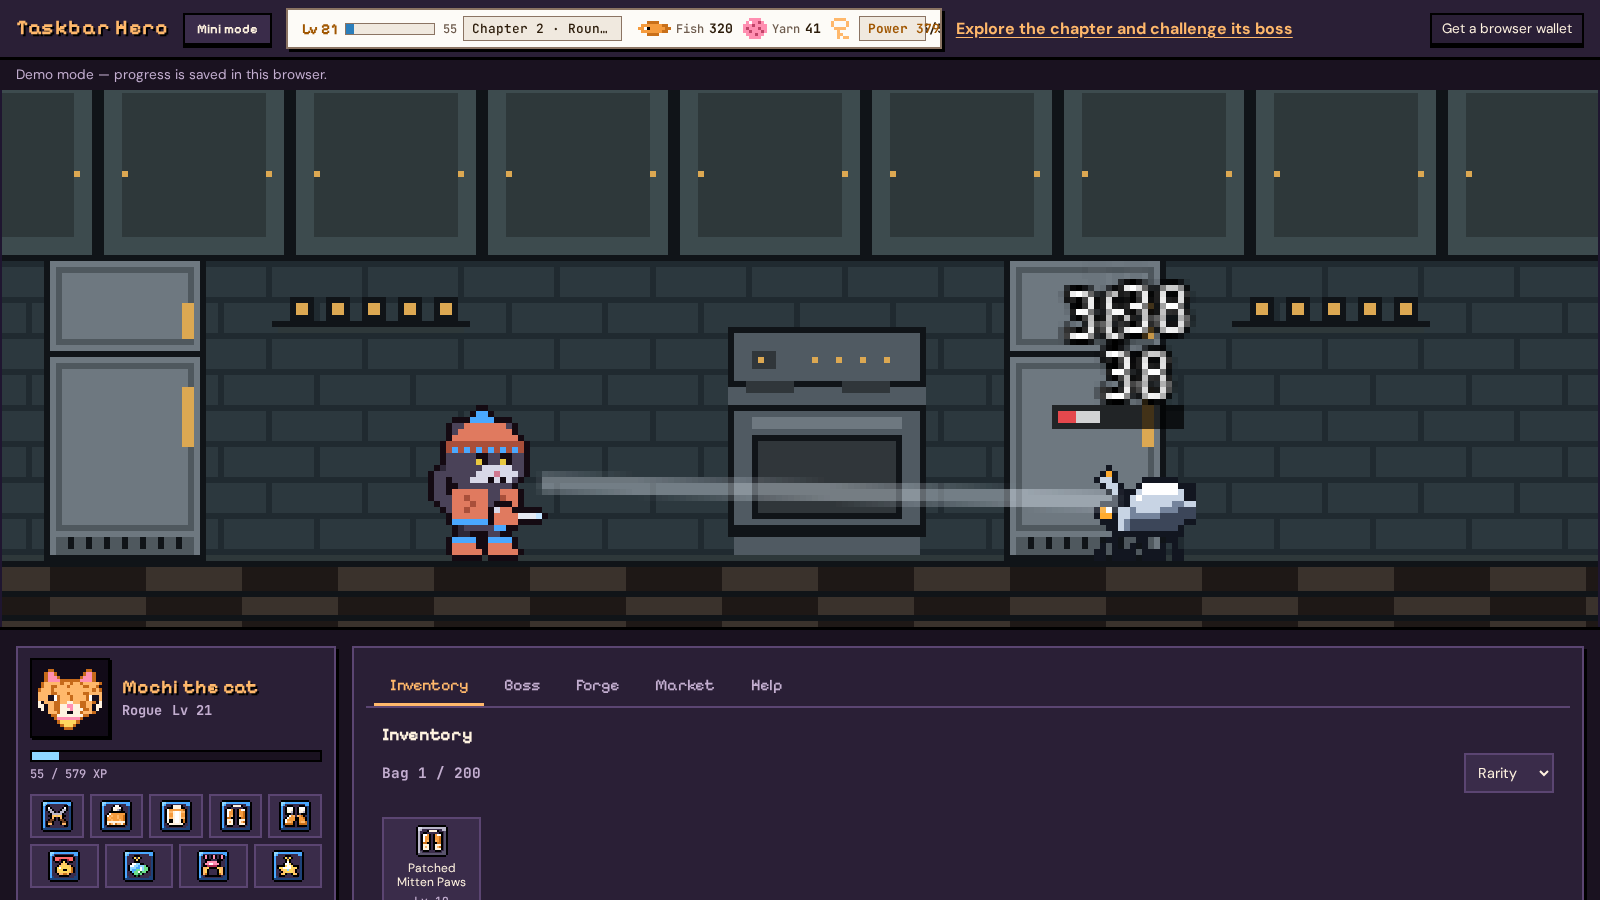 Taskbar Hero
Mini mode
Lv 21
55
Chapter 2 · Roun…
Fish 320
Yarn 41
Power
Explore the chapter and challenge its boss
Get a browser wallet
Demo mode — progress is saved in this browser.
38
Mochi the cat
Rogue Lv 21
55 / 579 XP
Inventory
Boss
Forge
Market
Help
Inventory
Bag 1 / 200
Rarity
Patched
Mitten Paws